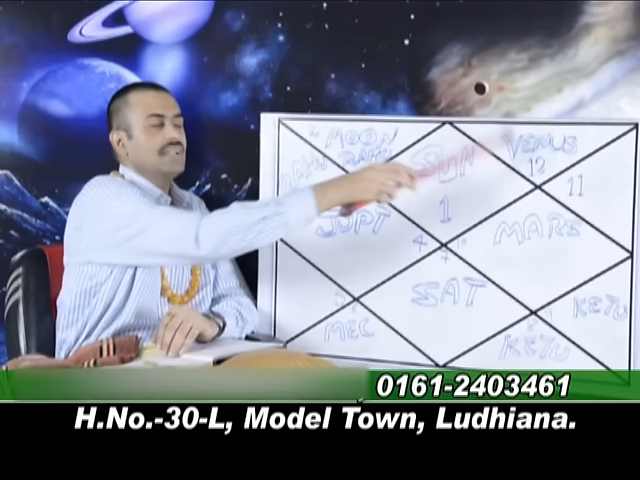 MOON
RAHU
SUN
VENUS
12
11
JUPT
1
MARS
4
SAT
KETU
MEC
KETU
0161-2403461
H.No.-30-L, Model Town, Ludhiana.